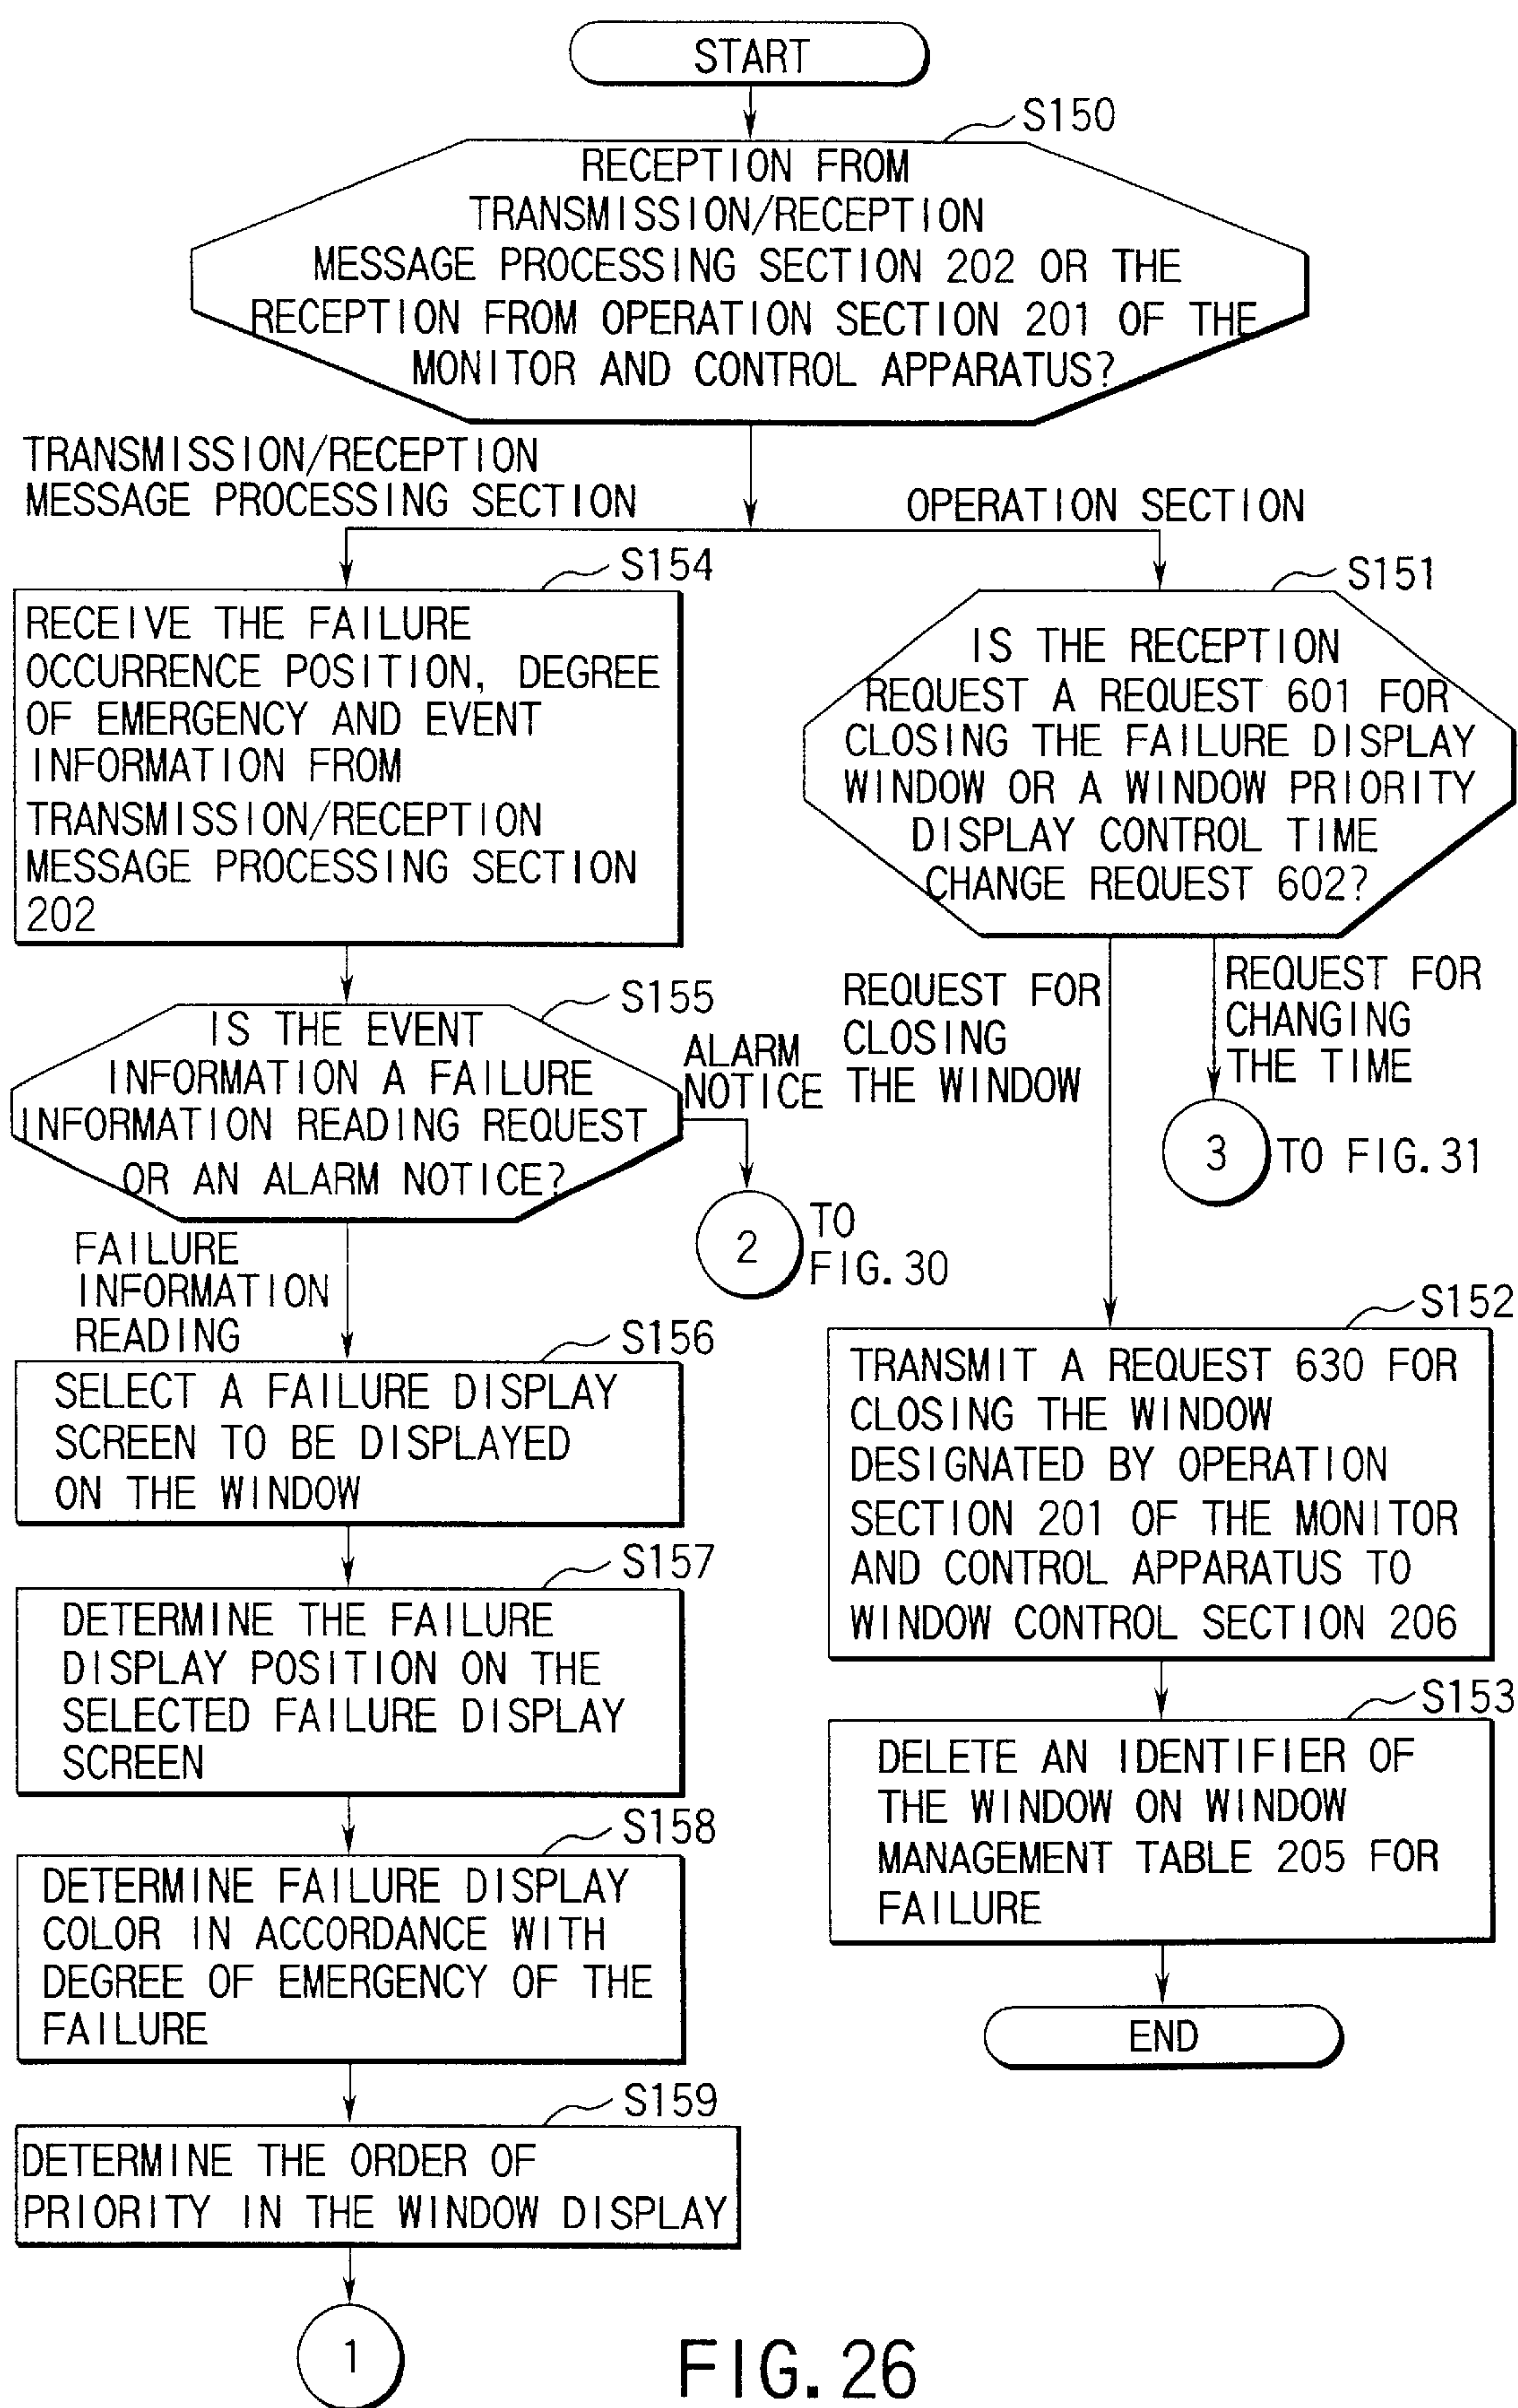 START
S150
RECEPTION FROM
TRANSMISSION/RECEPTION
MESSAGE PROCESSING SECTION 202 OR THE
RECEPTION FROM OPERATION SECTION 201 OF THE
MONITOR AND CONTROL APPARATUS?
TRANSMISSION/RECEPTION
MESSAGE PROCESSING SECTION
OPERATION SECTION
S154
RECEIVE THE FAILURE
OCCURRENCE POSITION, DEGREE
OF EMERGENCY AND EVENT
INFORMATION FROM
TRANSMISSION/RECEPTION
MESSAGE PROCESSING SECTION
202
S151
IS THE RECEPTION
REQUEST A REQUEST 601 FOR
CLOSING THE FAILURE DISPLAY
WINDOW OR A WINDOW PRIORITY
DISPLAY CONTROL TIME
CHANGE REQUEST 602?
S155
IS THE EVENT
INFORMATION A FAILURE
INFORMATION READING REQUEST
OR AN ALARM NOTICE?
ALARM
NOTICE
2
TO
FIG.30
REQUEST FOR
CLOSING
THE WINDOW
REQUEST FOR
CHANGING
THE TIME
3
TO FIG.31
FAILURE
INFORMATION
READING
S156
SELECT A FAILURE DISPLAY
SCREEN TO BE DISPLAYED
ON THE WINDOW
S157
DETERMINE THE FAILURE
DISPLAY POSITION ON THE
SELECTED FAILURE DISPLAY
SCREEN
S158
DETERMINE FAILURE DISPLAY
COLOR IN ACCORDANCE WITH
DEGREE OF EMERGENCY OF THE
FAILURE
S159
DETERMINE THE ORDER OF
PRIORITY IN THE WINDOW DISPLAY
1
S152
TRANSMIT A REQUEST 630 FOR
CLOSING THE WINDOW
DESIGNATED BY OPERATION
SECTION 201 OF THE MONITOR
AND CONTROL APPARATUS TO
WINDOW CONTROL SECTION 206
S153
DELETE AN IDENTIFIER OF
THE WINDOW ON WINDOW
MANAGEMENT TABLE 205 FOR
FAILURE
END
FIG.26